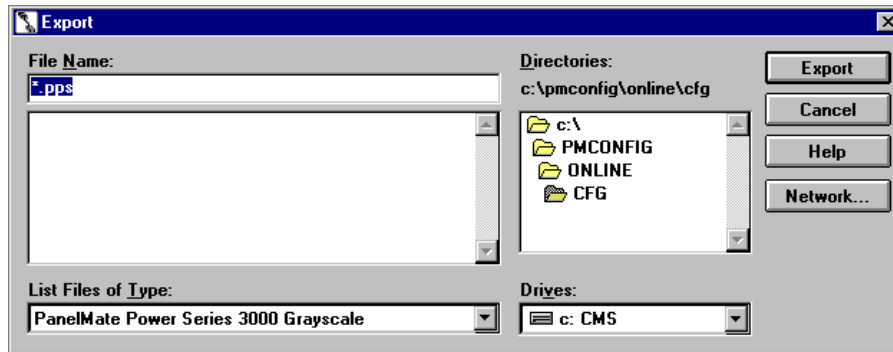 Export
File Name:
*.pps
Directories:
c:\pmconfig\online\cfg
c:\
PMCONFIG
ONLINE
CFG
Export
Cancel
Help
Network...
List Files of Type:
PanelMate Power Series 3000 Grayscale
Drives:
c: CMS